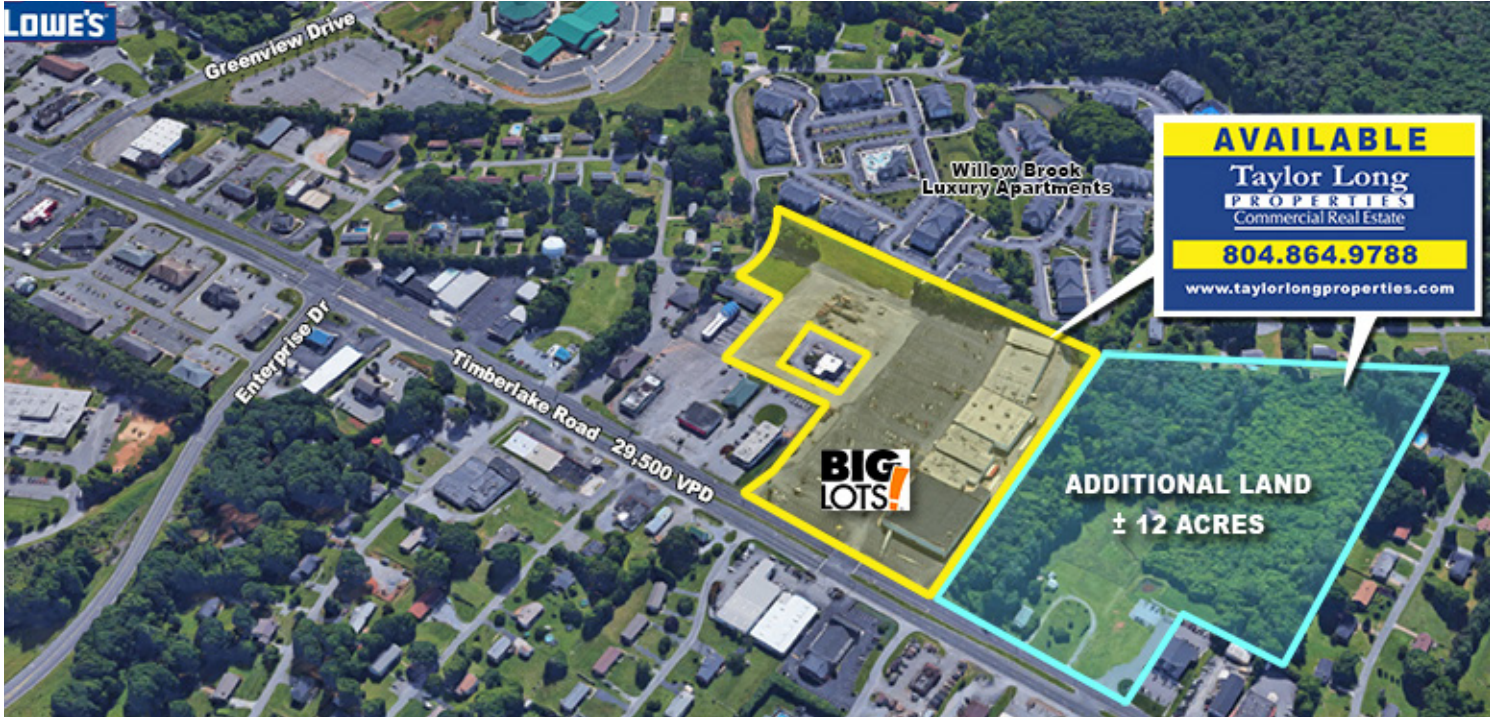 LOWE'S
Greenview Drive
Willow Brook
Luxury Apartments
AVAILABLE
Taylor Long
PROPERTIES
Commercial Real Estate
804.864.9788
www.taylorlongproperties.com
Enterprise Dr
Timberlake Road 29,500 VPD
BIG
LOTS!
ADDITIONAL LAND
± 12 ACRES